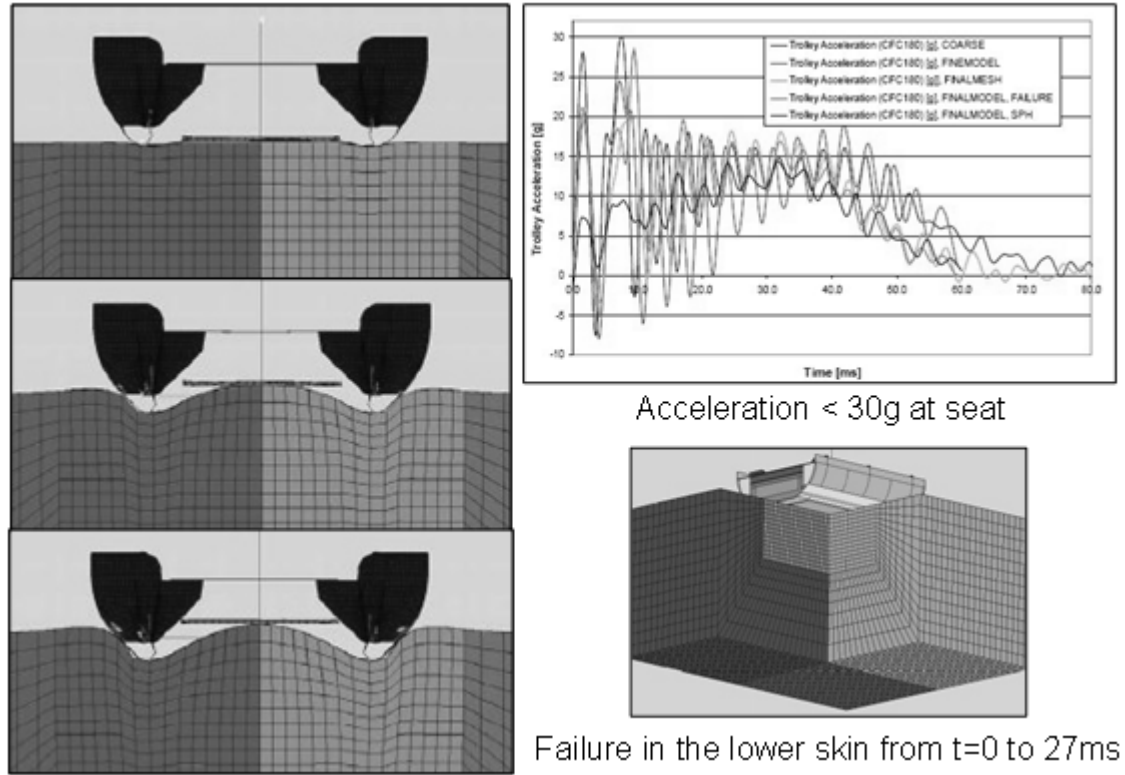 Trolley Acceleration (CFC180) [g], COARSE
Trolley Acceleration (CFC180) [g], FINEMODEL
Trolley Acceleration (CFC180) [g], FINALMESH
Trolley Acceleration (CFC180) [g], FINALMODEL, FAILURE
Trolley Acceleration (CFC180) [g], FINALMODEL, SPH
Trolley Acceleration [g]
30
25
20
15
10
5
0
-5
-10
0.0 10.0 20.0 30.0 40.0 50.0 60.0 70.0 80.0
Time [ms]
Acceleration < 30g at seat
Failure in the lower skin from t=0 to 27ms